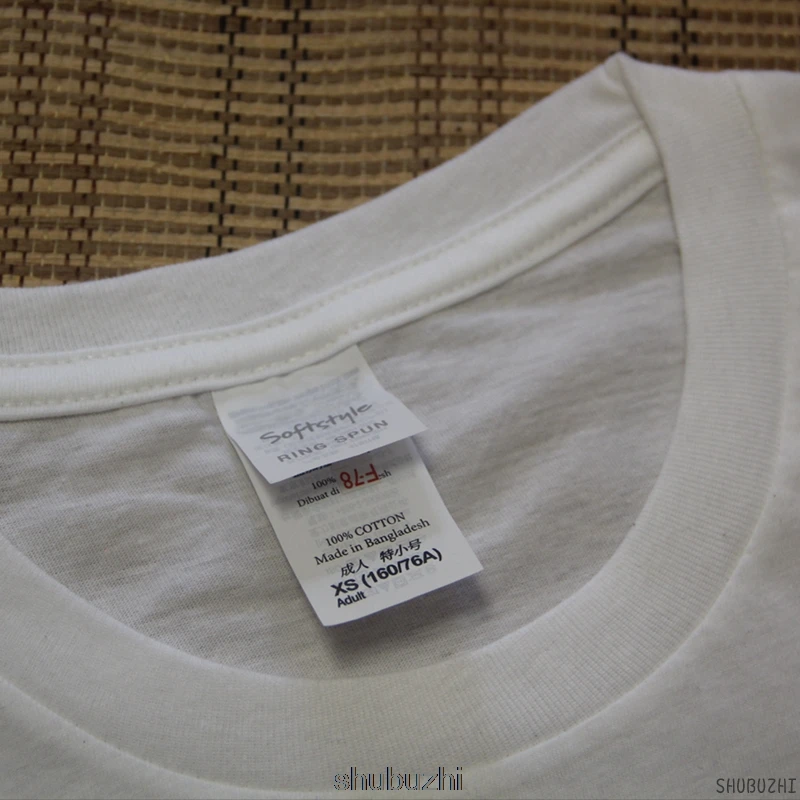 Softstyle
RING SPUN
100%
F-78
Dibuat di
sh
100% COTTON
Made in Bangladesh
成人 特小号
XS (160/76A)
Adult
shubuzhi
SHUBUZHI